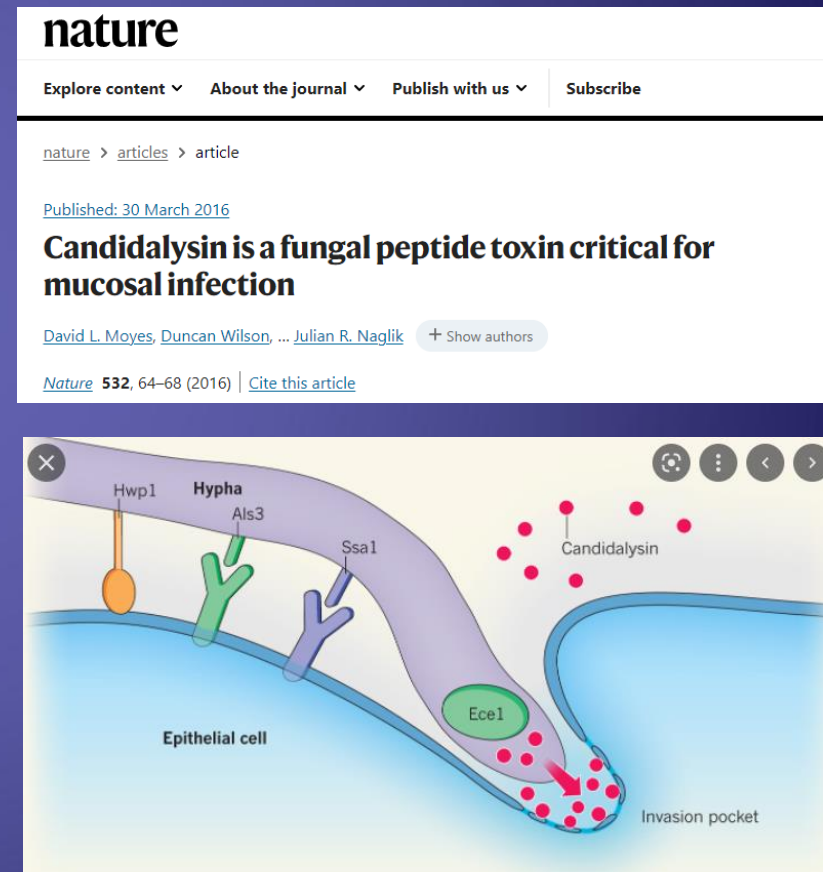 nature
Explore content About the journal Publish with us Subscribe
nature > articles > article
Published: 30 March 2016
Candidalysin is a fungal peptide toxin critical for
mucosal infection
David L. Moyes, Duncan Wilson, ... Julian R. Naglik + Show authors
Nature 532, 64–68 (2016) | Cite this article
Hwp1 Hypha
Als3
Ssa1
Candidalysin
Ece1
Epithelial cell
Invasion pocket